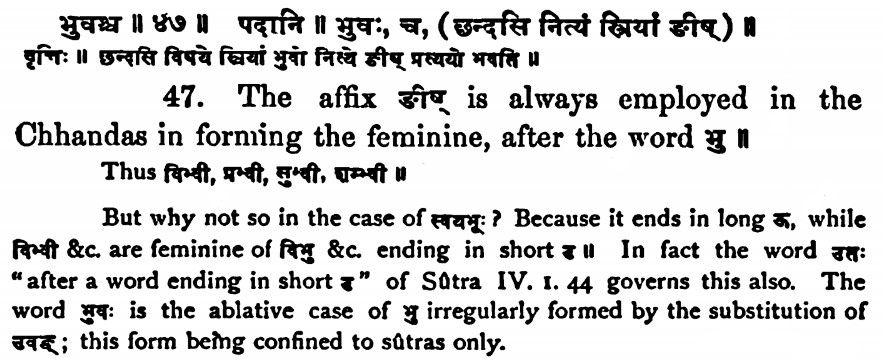 भुवश्च ॥ ४७ ॥ पदानि ॥ भुवः, च, (छन्दसि नित्यं स्त्रियां ङीष्) ॥
वृत्तिः ॥ छन्दसि विषये स्त्रियां भुवो नित्ये ङीष् प्रत्ययो भवति ॥
47. The affix ङीष् is always employed in the
Chhandas in forming the feminine, after the word भु ॥
Thus विभ्वी, प्रभ्वी, सुभ्वी, शम्भ्वी ॥
But why not so in the case of स्वयम्भूः? Because it ends in long ऊ, while
विभ्वी &c. are feminine of विभु &c. ending in short उ ॥ In fact the word उतः
“after a word ending in short उ” of Sûtra IV. 1. 44 governs this also. The
word भुवः is the ablative case of भु irregularly formed by the substitution of
उवङ्; this form being confined to sûtras only.